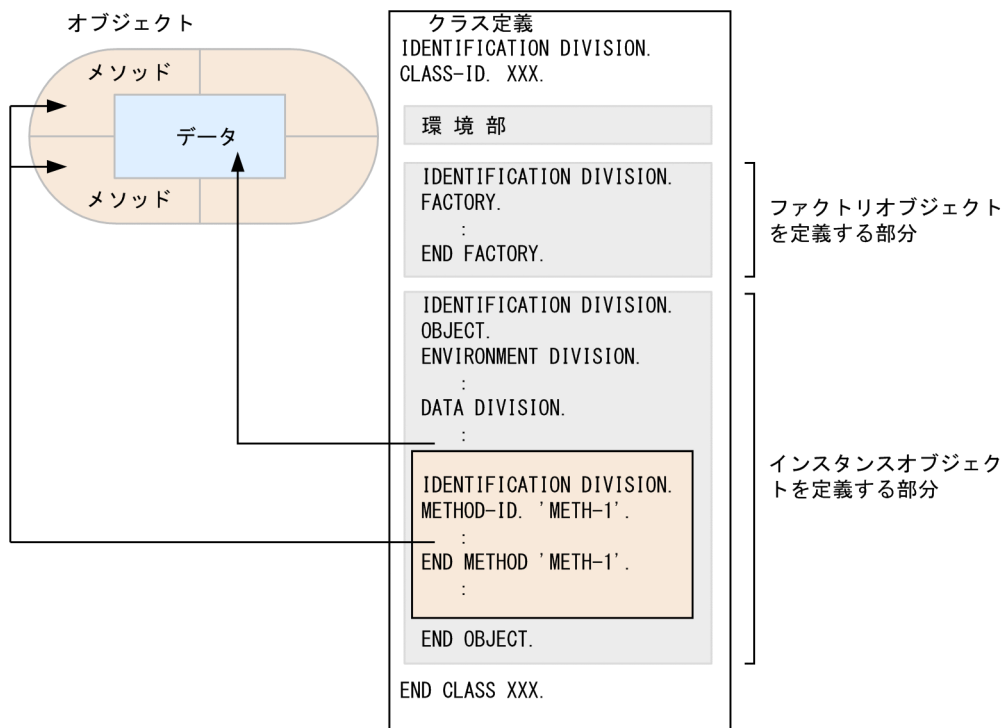 オブジェクト
メソッド
データ
メソッド
クラス定義
IDENTIFICATION DIVISION.
CLASS-ID. XXX.
環 境 部
IDENTIFICATION DIVISION.
FACTORY.
:
END FACTORY.
ファクトリオブジェクト
を定義する部分
IDENTIFICATION DIVISION.
OBJECT.
ENVIRONMENT DIVISION.
:
DATA DIVISION.
:
IDENTIFICATION DIVISION.
METHOD-ID. 'METH-1'.
:
END METHOD 'METH-1'.
:
END OBJECT.
インスタンスオブジェク
トを定義する部分
END CLASS XXX.